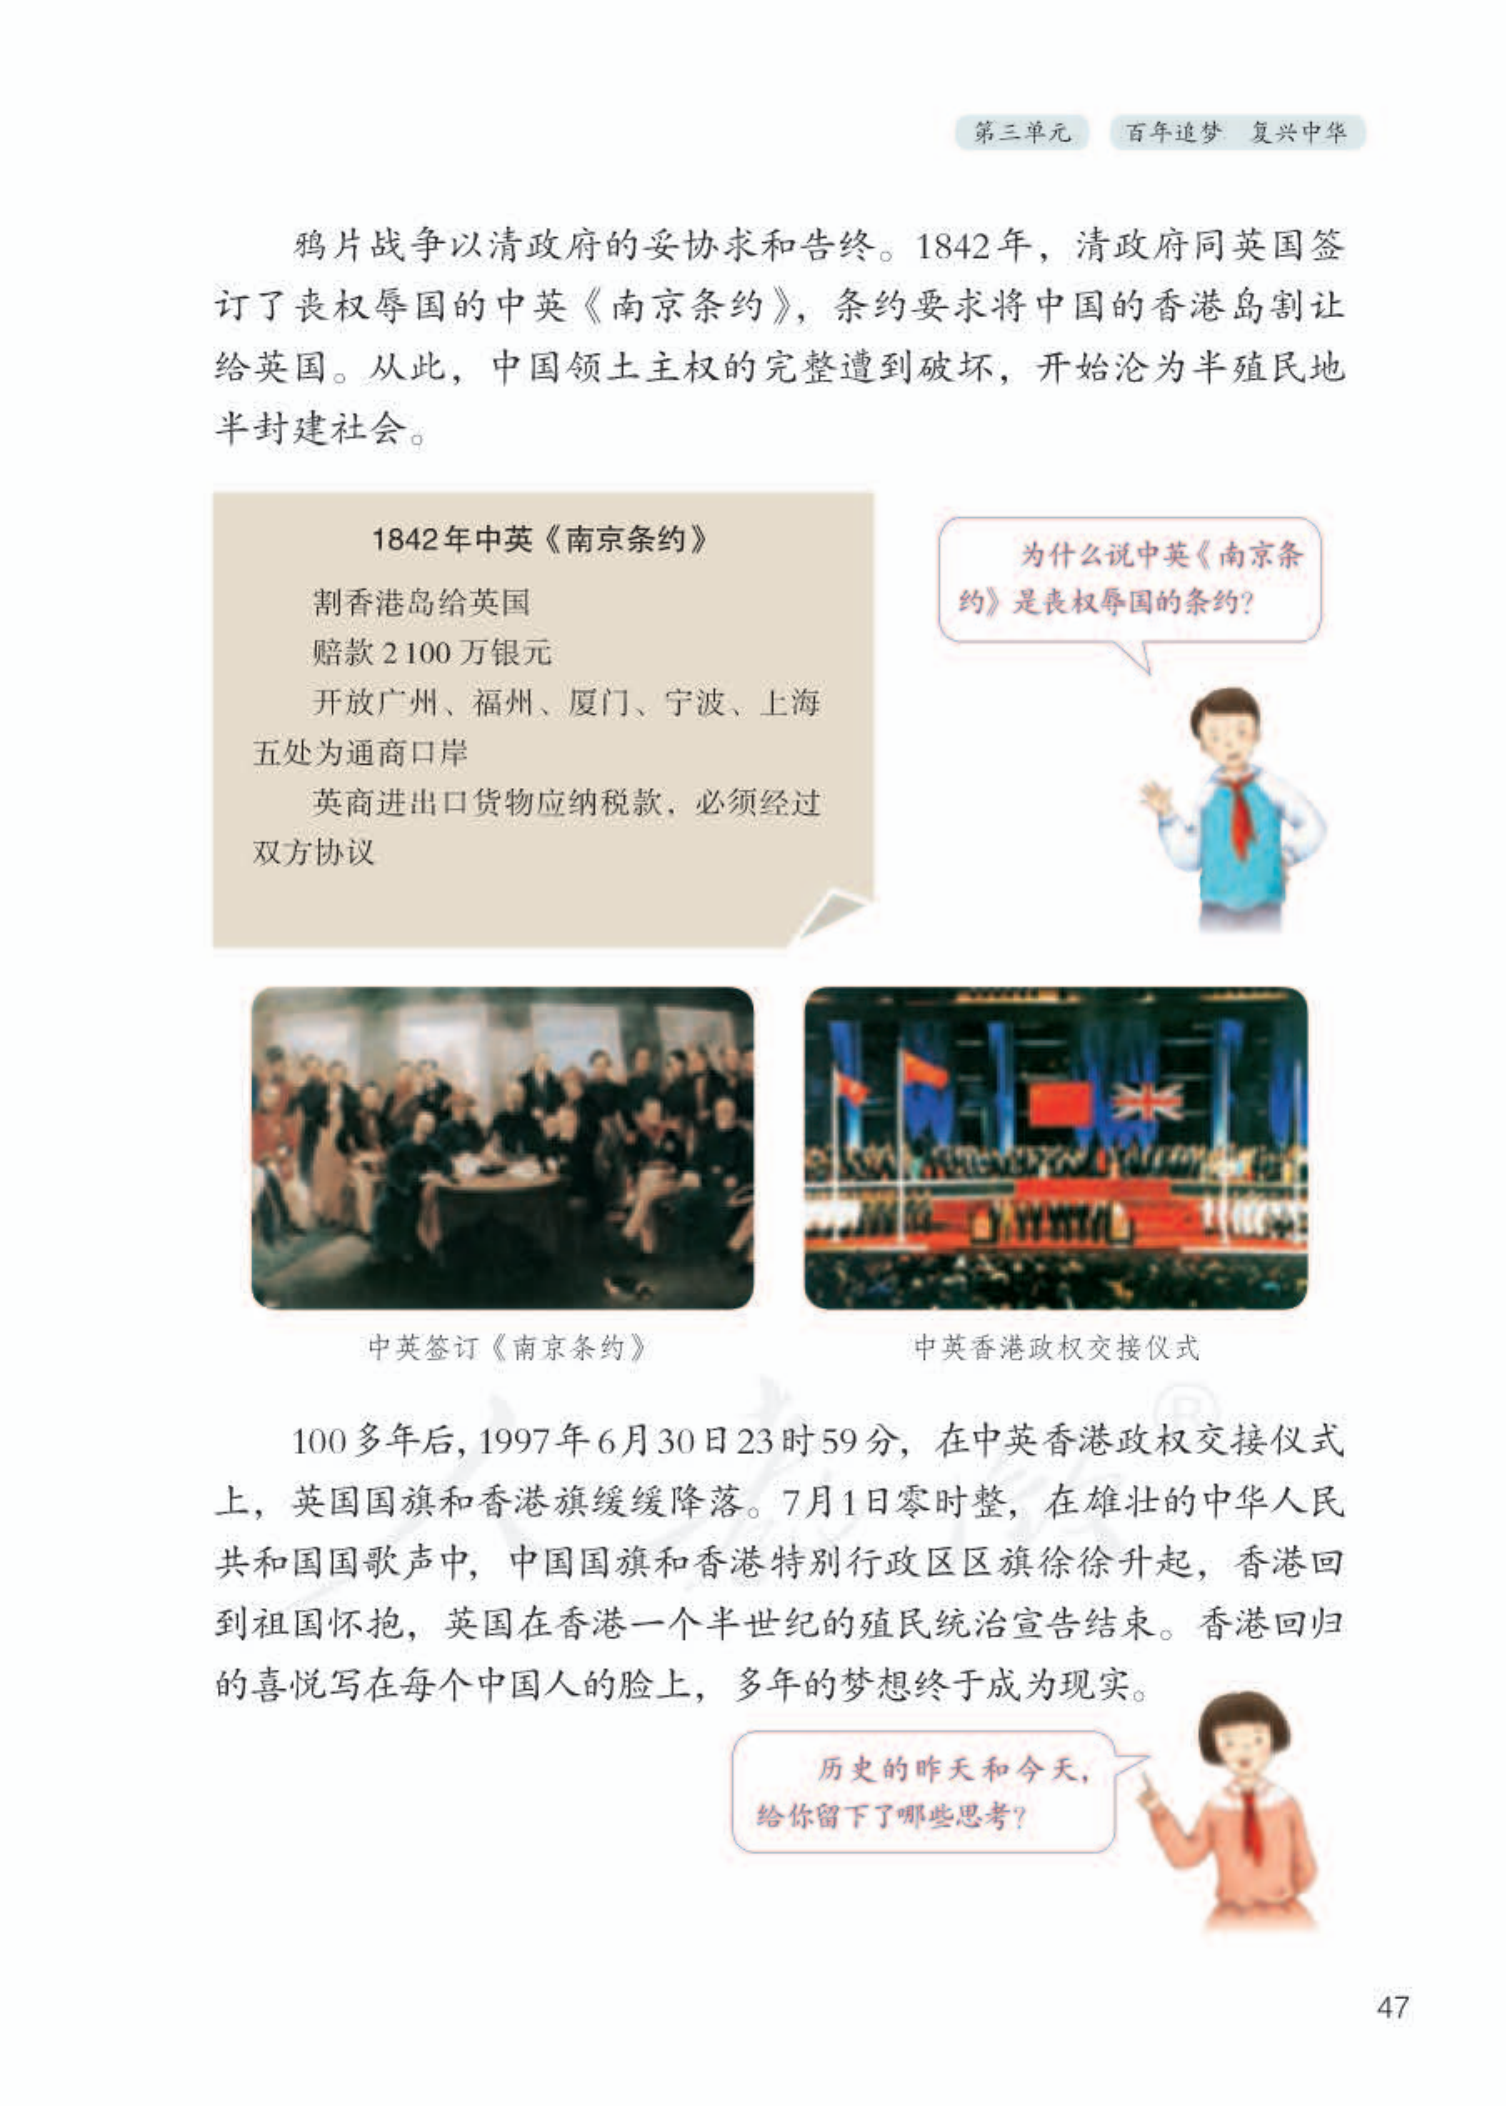 第三单元 百年追梦 复兴中华
鸦片战争以清政府的妥协求和告终。1842年，清政府同英国签
订了丧权辱国的中英《南京条约》，条约要求将中国的香港岛割让
给英国。从此，中国领土主权的完整遭到破坏，开始沦为半殖民地
半封建社会。
1842年中英《南京条约》
割香港岛给英国
赔款2 100万银元
开放广州、福州、厦门、宁波、上海
五处为通商口岸
英商进出口货物应纳税款，必须经过
双方协议
为什么说中英《南京条
约》是丧权辱国的条约？
中英签订《南京条约》
中英香港政权交接仪式
100多年后，1997年6月30日23时59分，在中英香港政权交接仪式
上，英国国旗和香港旗缓缓降落。7月1日零时整，在雄壮的中华人民
共和国国歌声中，中国国旗和香港特别行政区区旗徐徐升起，香港回
到祖国怀抱，英国在香港一个半世纪的殖民统治宣告结束。香港回归
的喜悦写在每个中国人的脸上，多年的梦想终于成为现实。
历史的昨天和今天，
给你留下了哪些思考？
47
人教版®